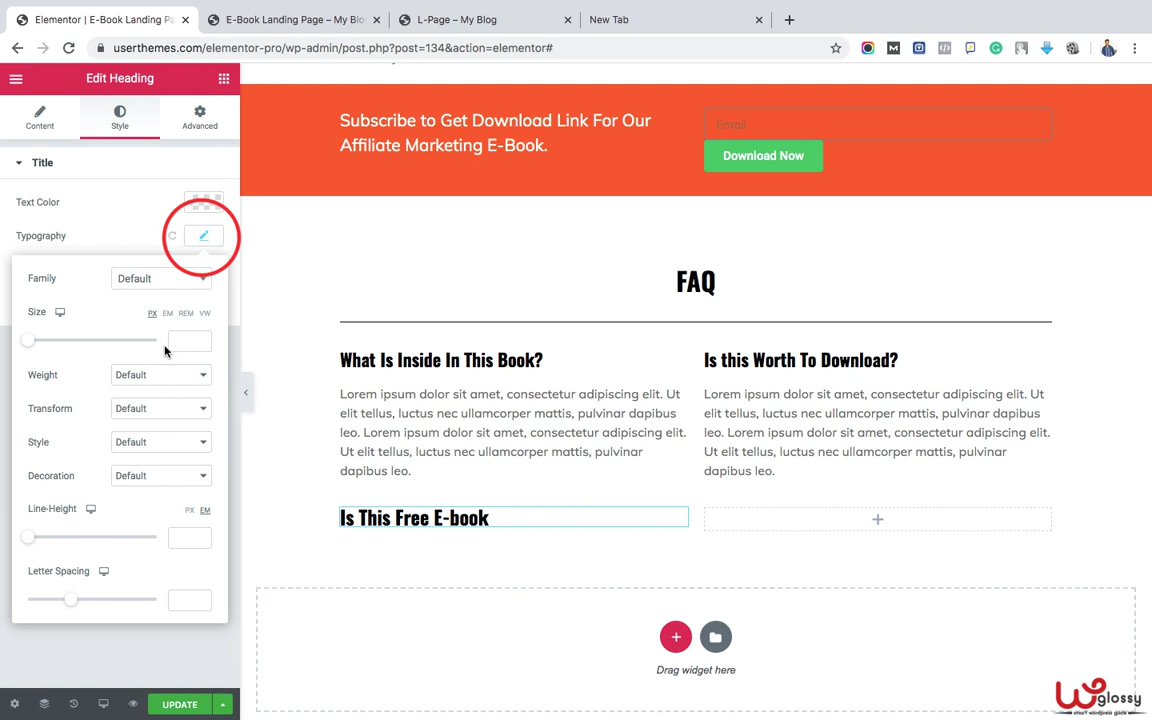 Elementor | E-Book Landing Pa
E-Book Landing Page – My Blo
L-Page – My Blog
New Tab
userthemes.com/elementor-pro/wp-admin/post.php?post=134&action=elementor#
Edit Heading
Content
Style
Advanced
Title
Text Color
Typography
Family
Default
Size
PX EM REM VW
Weight
Default
Transform
Default
Style
Default
Decoration
Default
Line-Height
PX EM
Letter Spacing
UPDATE
Subscribe to Get Download Link For Our
Affiliate Marketing E-Book.
Email
Download Now
FAQ
What Is Inside In This Book?
Lorem ipsum dolor sit amet, consectetur adipiscing elit. Ut
elit tellus, luctus nec ullamcorper mattis, pulvinar dapibus
leo. Lorem ipsum dolor sit amet, consectetur adipiscing elit.
Ut elit tellus, luctus nec ullamcorper mattis, pulvinar
dapibus leo.
Is this Worth To Download?
Lorem ipsum dolor sit amet, consectetur adipiscing elit. Ut
elit tellus, luctus nec ullamcorper mattis, pulvinar dapibus
leo. Lorem ipsum dolor sit amet, consectetur adipiscing elit.
Ut elit tellus, luctus nec ullamcorper mattis, pulvinar
dapibus leo.
Is This Free E-book
Drag widget here
glossy
smart wordpress guide